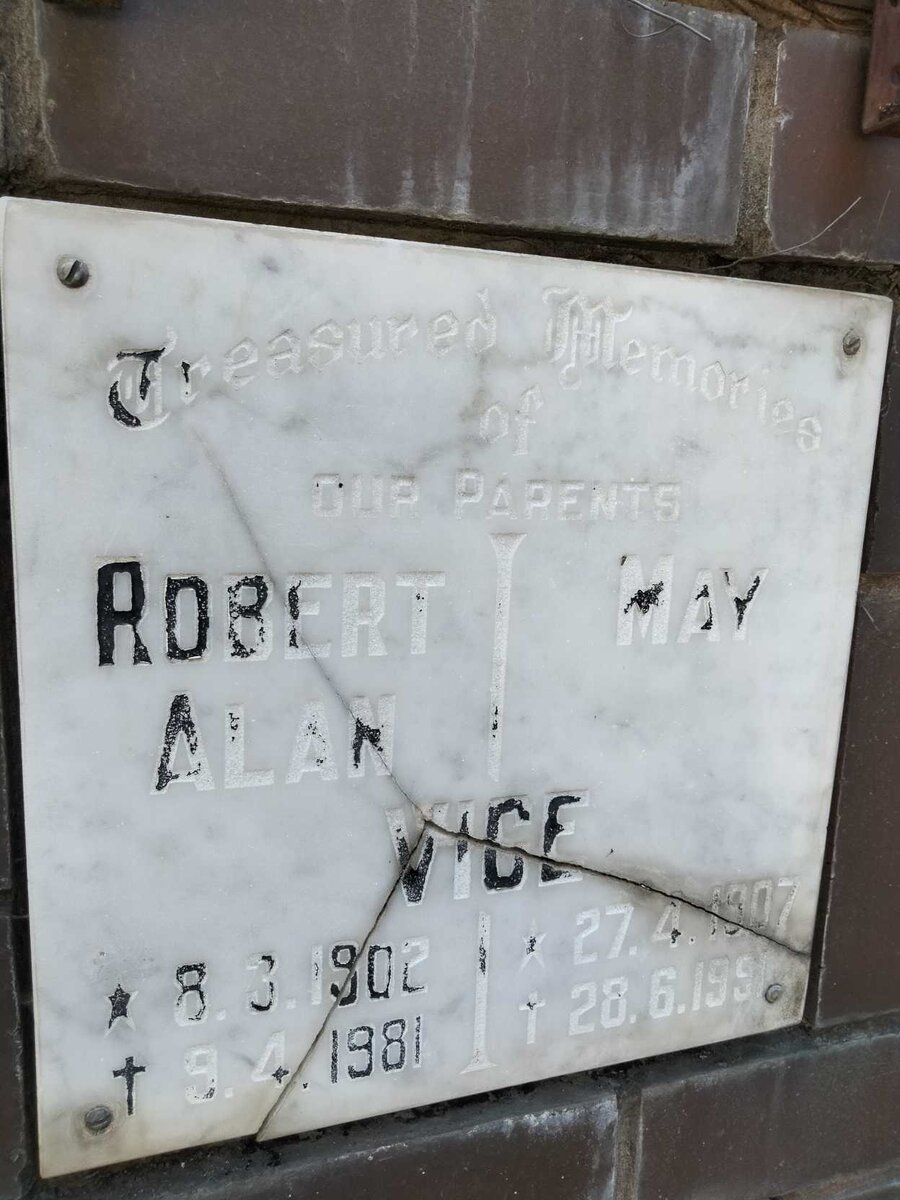 Treasured Memories
of
OUR PARENTS
ROBERT MAY
ALAN
VICE
★ 8.3.1902 ★ 27.4.1907
✝ 9.4.1981 ✝ 28.6.1991